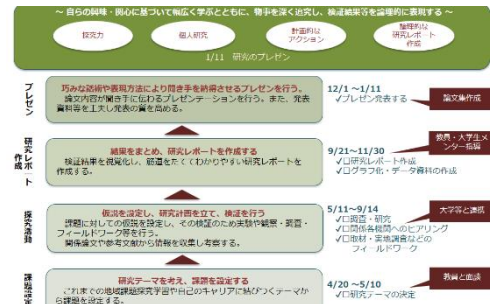 ～ 自らの興味・関心に基づいて幅広く学ぶとともに、物事を深く追究し、検証結果等を論理的に表現する ～
探究力
個人研究
計画的な
アクション
論理的な
研究レポート
作成
1/11 研究のプレゼン
プレゼン
巧みな話術や表現方法により聞き手を納得させるプレゼンを行う。
論文内容が聞き手に伝わるプレゼンテーションを行う。また、発表
資料等を工夫し発表の質を高める。
12/1 ～1/11
✓プレゼン発表する
論文集作成
研究レポート
作成
結果をまとめ、研究レポートを作成する
検証結果を視覚化し、筋道をたててわかりやすい研究レポートを
作成する。
9/21～11/30
✓□研究レポート作成
✓□グラフ化・データ資料の作成
教員・大学生メ
ンター指導
探究活動
仮説を設定し、研究計画を立て、検証を行う
課題に対しての仮説を設定し、その検証のため実験や観察・調査・
フィールドワーク等を行う。
関係論文や参考文献から情報を収集し考察する。
5/11～9/14
✓□調査・研究
✓□関係各機関へのヒアリング
✓□取材・実地調査などの
フィールドワーク
大学等と連携
課題設定
研究テーマを考え、課題を設定する
これまでの地域課題探究学習や自己のキャリアに結びつくテーマか
ら課題を設定する。
4/20 ～5/10
✓□研究テーマの決定
教員と面談